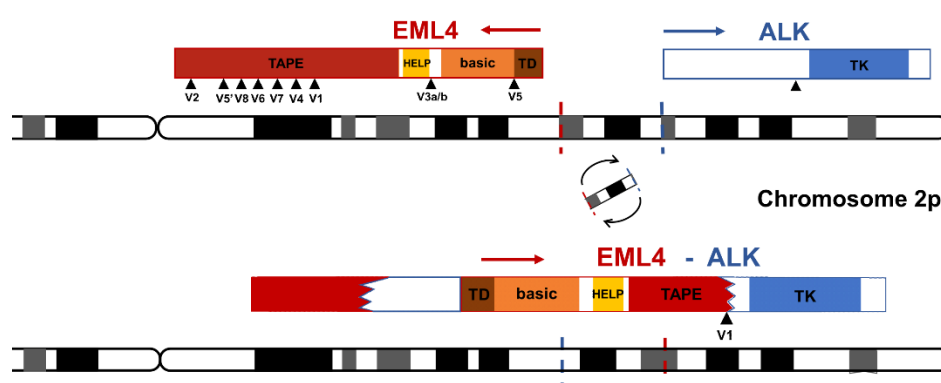 EML4
ALK
TAPE
HELP
basic
TD
TK
V2
V5'
V8
V6
V7
V4
V1
V3a/b
V5
Chromosome 2p
EML4 - ALK
TD
basic
HELP
TAPE
TK
V1